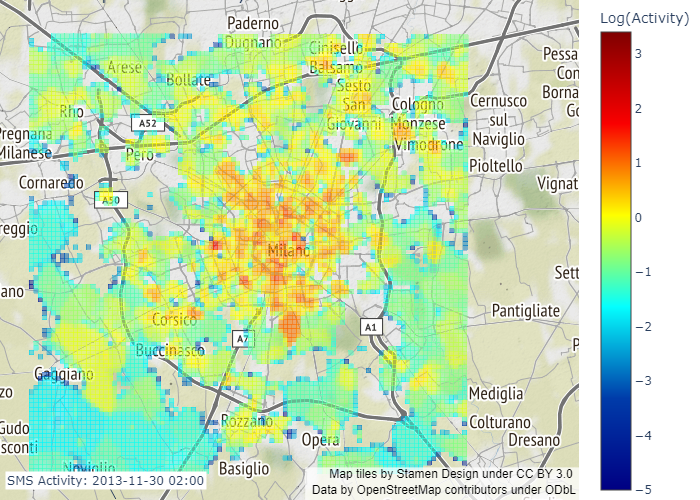 Log(Activity)
3
2
1
0
−1
−2
−3
−4
−5
Paderno
Dugnano
Cinisello
Balsamo
Arese
Bollate
Sesto
San
Giovanni
Cologno
Monzese
Cernusco
sul
Naviglio
Pessa
Con
Borna
Go
Rho
A52
Vimodrone
Pregnana
Milanese
Pero
Pioltello
Cornaredo
A50
Vignat
reggio
Milano
Sett
ano
Pantigliate
Corsico
A7
A1
Buccinasco
P
Gaggiano
zo
Mediglia
Rozzano
Colturano
Gudo
sconti
Opera
Dresano
Noviglio
Basiglio
SMS Activity: 2013-11-30 02:00
Map tiles by Stamen Design under CC BY 3.0
Data by OpenStreetMap contributors under ODbL